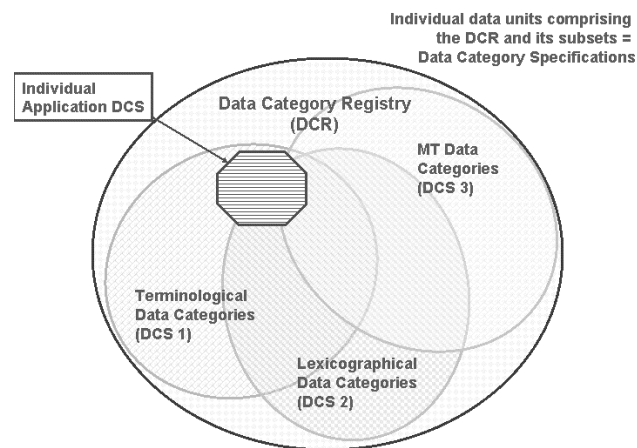 Individual data units comprising
the DCR and its subsets =
Data Category Specifications
Individual
Application DCS
Data Category Registry
(DCR)
MT Data
Categories
(DCS 3)
Terminological
Data Categories
(DCS 1)
Lexicographical
Data Categories
(DCS 2)